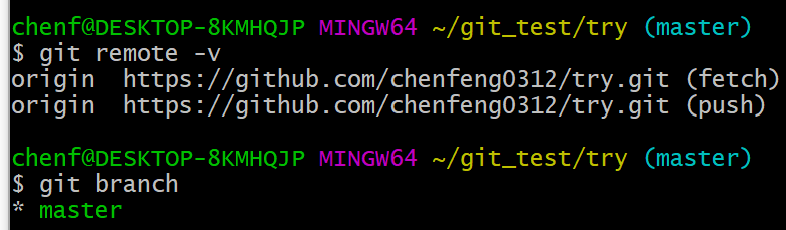 chenf@DESKTOP-8KMHQJP MINGW64 ~/git_test/try (master)
$ git remote -v
origin  https://github.com/chenfeng0312/try.git (fetch)
origin  https://github.com/chenfeng0312/try.git (push)
chenf@DESKTOP-8KMHQJP MINGW64 ~/git_test/try (master)
$ git branch
* master